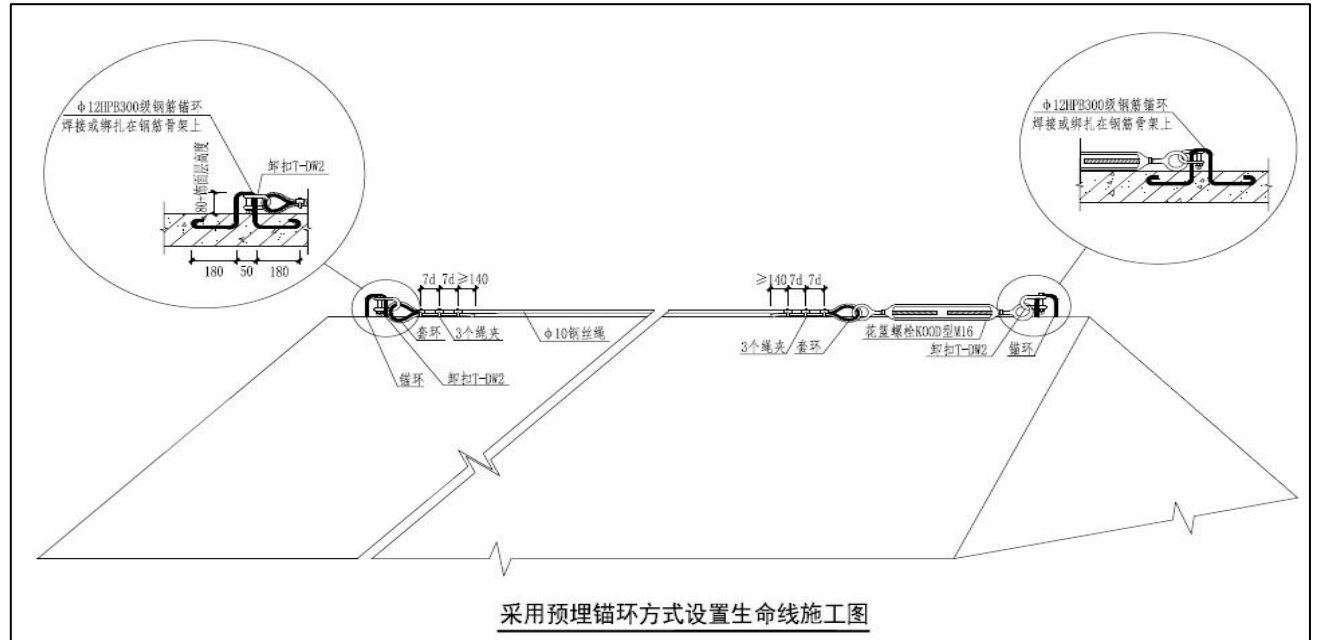 φ12HPB300级钢筋锚环
焊接或绑扎在钢筋骨架上
80+饰面层高度
卸扣T-DW2
180 50 180
φ12HPB300级钢筋锚环
焊接或绑扎在钢筋骨架上
7d 7d ≥140
套环 3个绳夹 φ10钢丝绳
锚环 卸扣T-DW2
≥140 7d 7d
3个绳夹 套环
花篮螺栓KOOD型M16
卸扣T-DW2 锚环
采用预埋锚环方式设置生命线施工图